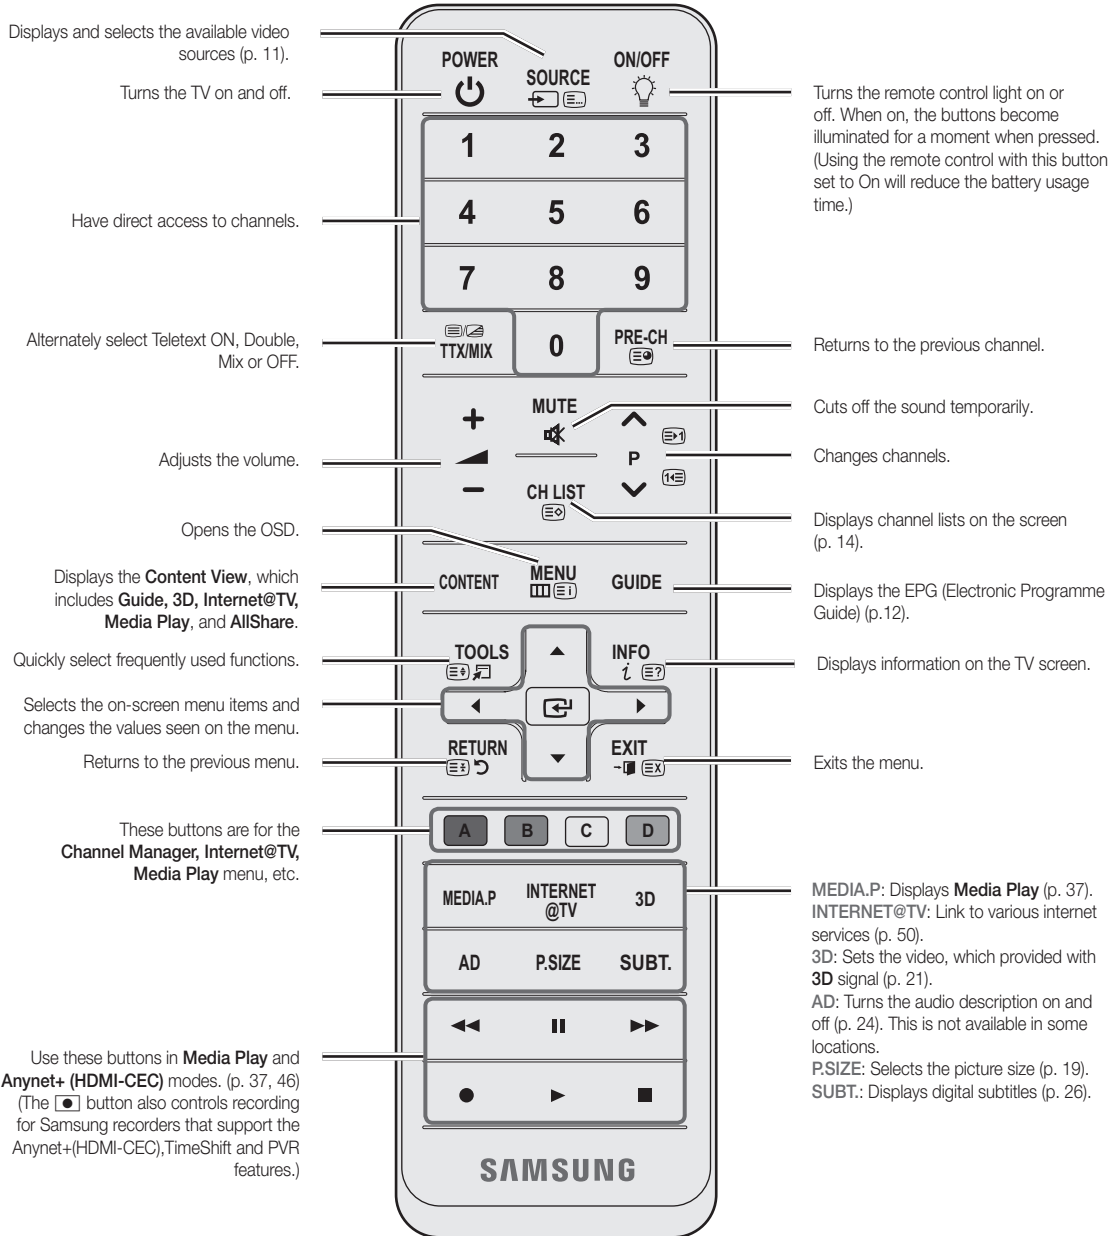 Displays and selects the available video
sources (p. 11).
Turns the TV on and off.
Have direct access to channels.
Alternately select Teletext ON, Double,
Mix or OFF.
Adjusts the volume.
Opens the OSD.
Displays the Content View, which
includes Guide, 3D, Internet@TV,
Media Play, and AllShare.
Quickly select frequently used functions.
Selects the on-screen menu items and
changes the values seen on the menu.
Returns to the previous menu.
These buttons are for the
Channel Manager, Internet@TV,
Media Play menu, etc.
Use these buttons in Media Play and
Anynet+ (HDMI-CEC) modes. (p. 37, 46)
(The button also controls recording
for Samsung recorders that support the
Anynet+(HDMI-CEC),TimeShift and PVR
features.)
POWER
SOURCE
ON/OFF
1 2 3
4 5 6
7 8 9
TTX/MIX
0
PRE-CH
+
MUTE
1
P
1
−
CH LIST
CONTENT
MENU
i
GUIDE
TOOLS
INFO
i ?
RETURN
EXIT
X
A B C D
MEDIA.P
INTERNET
@TV
3D
AD P.SIZE SUBT.
SAMSUNG
Turns the remote control light on or
off. When on, the buttons become
illuminated for a moment when pressed.
(Using the remote control with this button
set to On will reduce the battery usage
time.)
Returns to the previous channel.
Cuts off the sound temporarily.
Changes channels.
Displays channel lists on the screen
(p. 14).
Displays the EPG (Electronic Programme
Guide) (p.12).
Displays information on the TV screen.
Exits the menu.
MEDIA.P: Displays Media Play (p. 37).
INTERNET@TV: Link to various internet
services (p. 50).
3D: Sets the video, which provided with
3D signal (p. 21).
AD: Turns the audio description on and
off (p. 24). This is not available in some
locations.
P.SIZE: Selects the picture size (p. 19).
SUBT.: Displays digital subtitles (p. 26).